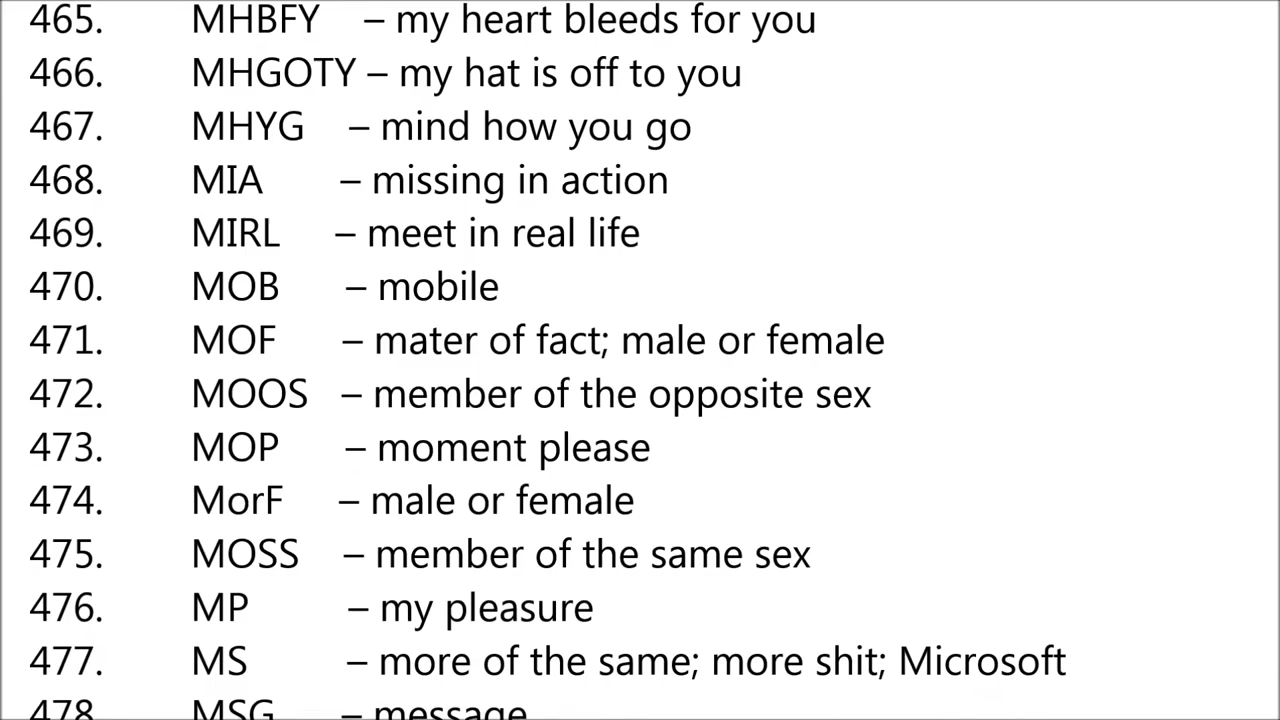 465. MHBFY – my heart bleeds for you
466. MHGOTY – my hat is off to you
467. MHYG – mind how you go
468. MIA – missing in action
469. MIRL – meet in real life
470. MOB – mobile
471. MOF – mater of fact; male or female
472. MOOS – member of the opposite sex
473. MOP – moment please
474. MorF – male or female
475. MOSS – member of the same sex
476. MP – my pleasure
477. MS – more of the same; more shit; Microsoft
478. MSG – message